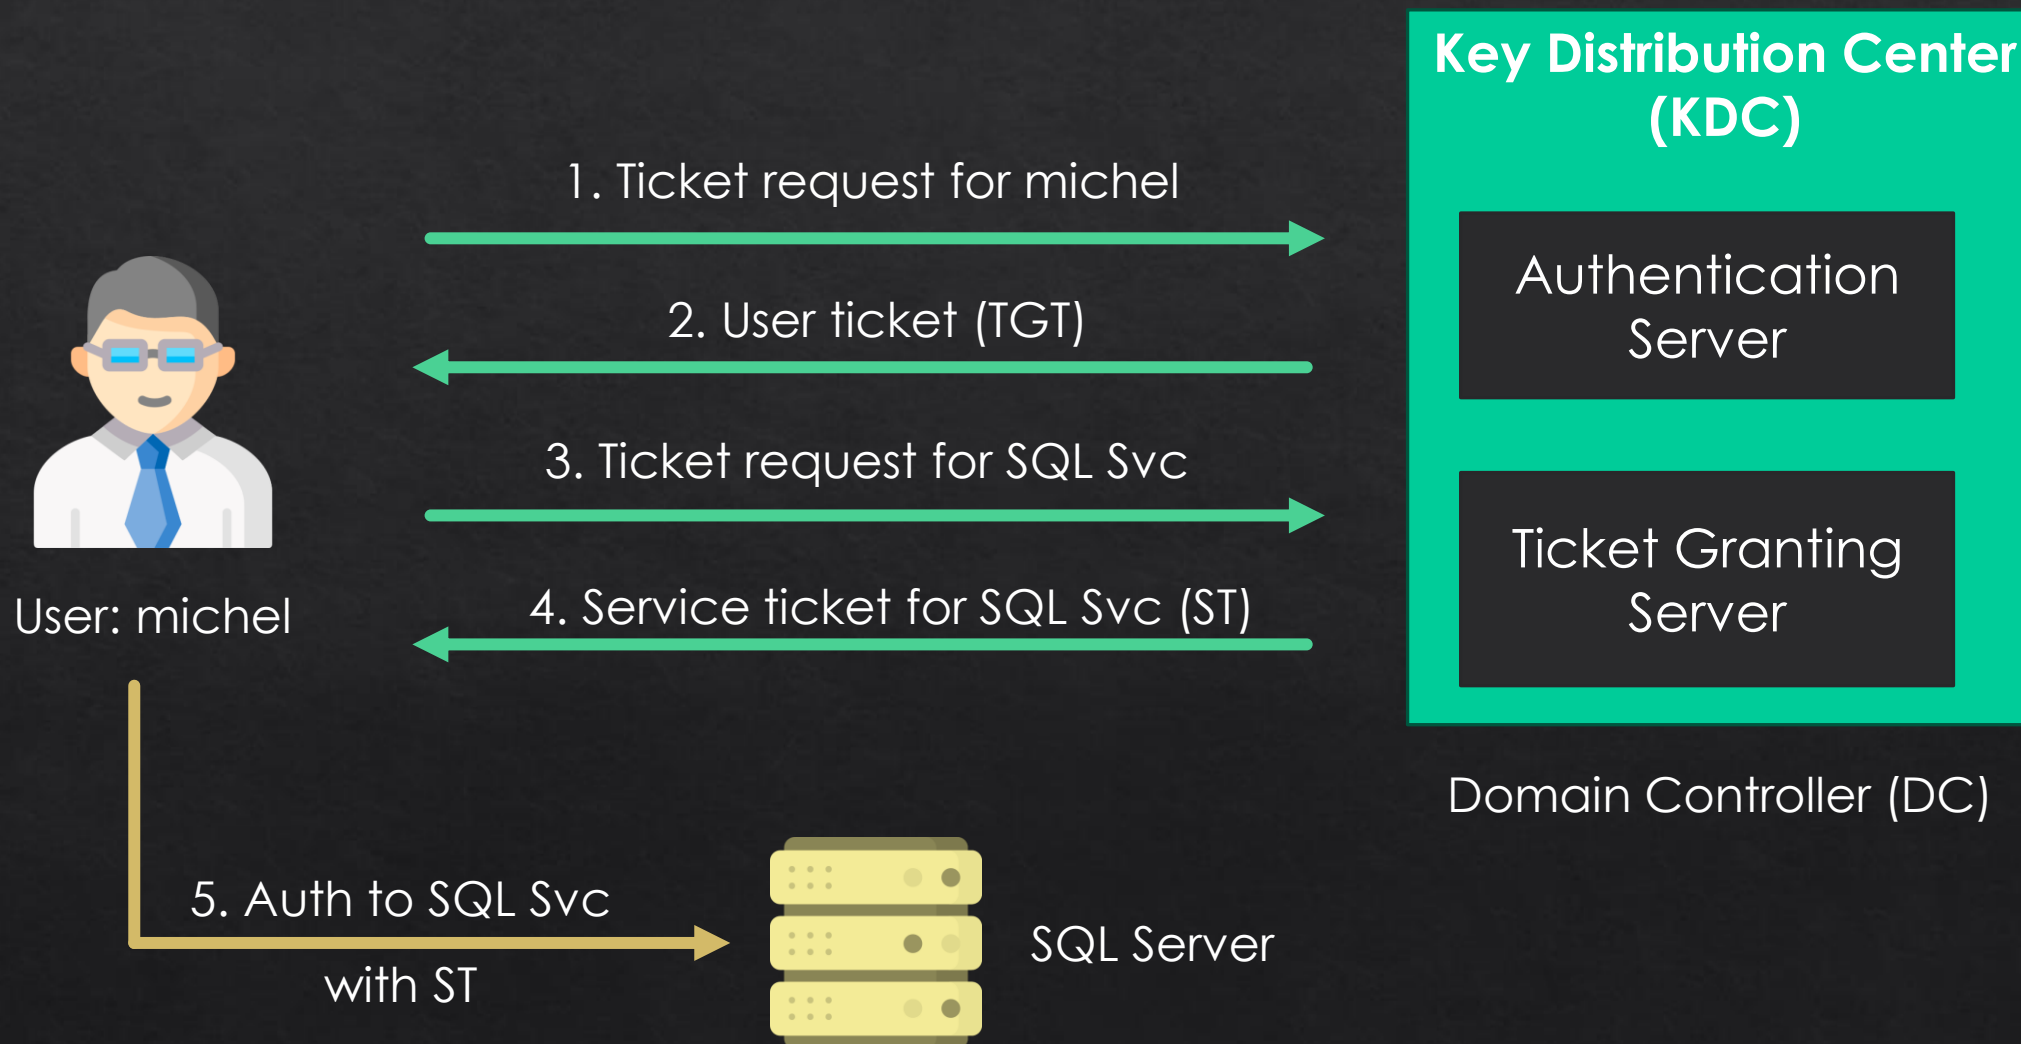 Key Distribution Center
(KDC)
1. Ticket request for michel
Authentication
Server
2. User ticket (TGT)
3. Ticket request for SQL Svc
Ticket Granting
Server
4. Service ticket for SQL Svc (ST)
User: michel
Domain Controller (DC)
5. Auth to SQL Svc
with ST
SQL Server